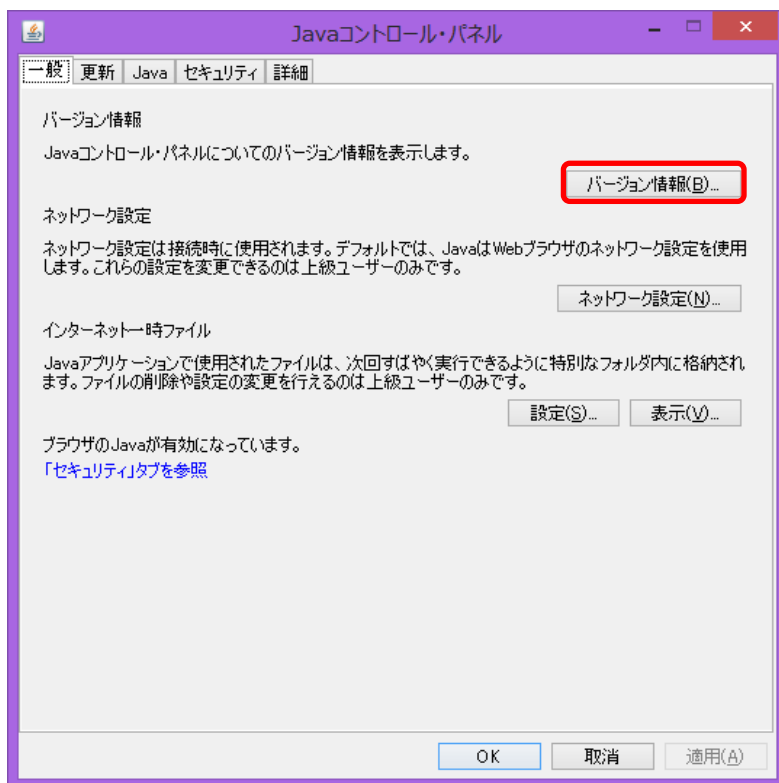 Javaコントロール・パネル
一般 更新 Java セキュリティ 詳細
バージョン情報
Javaコントロール・パネルについてのバージョン情報を表示します。
バージョン情報(B)...
ネットワーク設定
ネットワーク設定は接続時に使用されます。デフォルトでは、JavaはWebブラウザのネットワーク設定を使用
します。これらの設定を変更できるのは上級ユーザーのみです。
ネットワーク設定(N)...
インターネット一時ファイル
Javaアプリケーションで使用されたファイルは、次回すばやく実行できるように特別なフォルダ内に格納され
ます。ファイルの削除や設定の変更を行えるのは上級ユーザーのみです。
設定(S)... 表示(V)...
ブラウザのJavaが有効になっています。
「セキュリティ」タブを参照
OK 取消 適用(A)